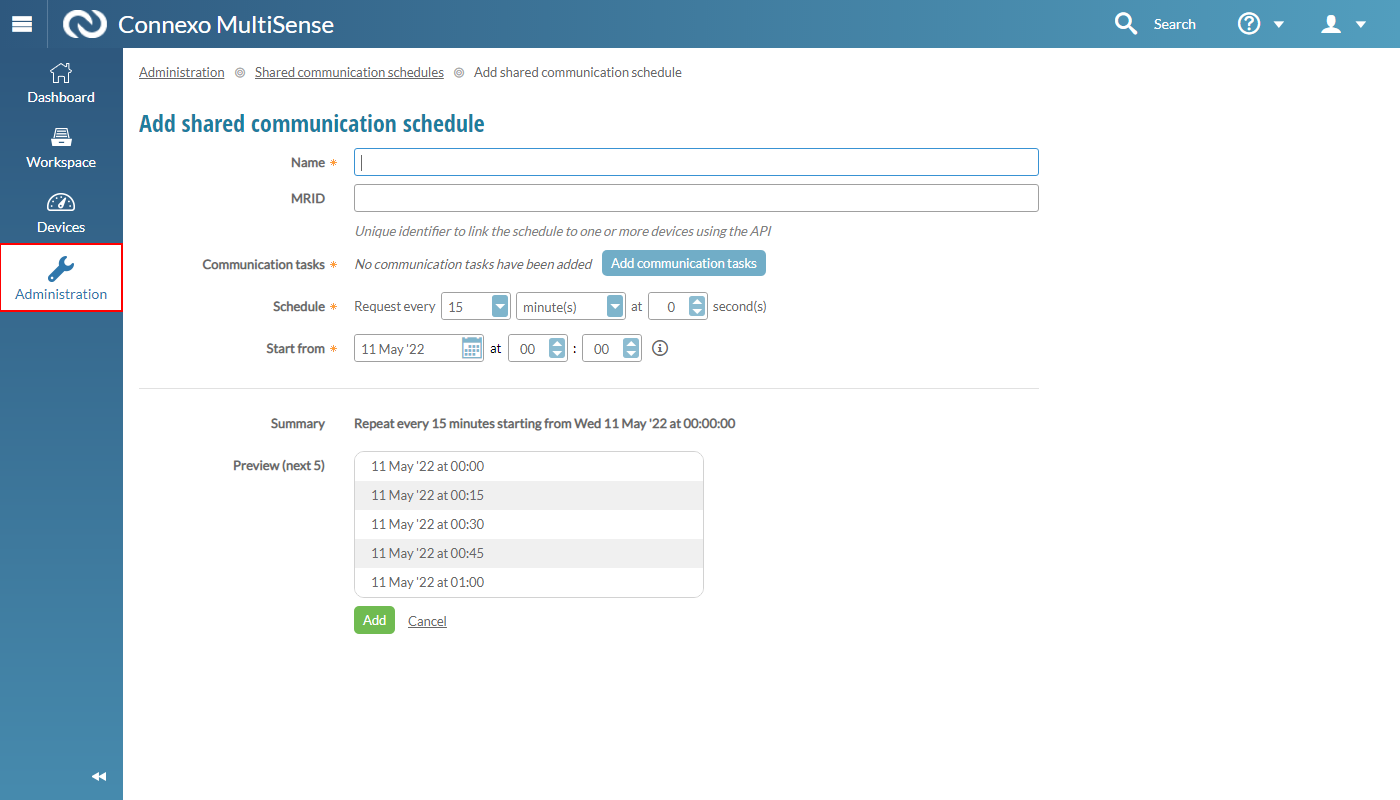 Connexo MultiSense
Search
Dashboard
Workspace
Devices
Administration
Administration Shared communication schedules Add shared communication schedule
Add shared communication schedule
Name *
MRID
Unique identifier to link the schedule to one or more devices using the API
Communication tasks * No communication tasks have been added Add communication tasks
Schedule * Request every 15 minute(s) at 0 second(s)
Start from * 11 May '22 at 00 : 00
Summary Repeat every 15 minutes starting from Wed 11 May '22 at 00:00:00
Preview (next 5)
11 May '22 at 00:00
11 May '22 at 00:15
11 May '22 at 00:30
11 May '22 at 00:45
11 May '22 at 01:00
Add Cancel